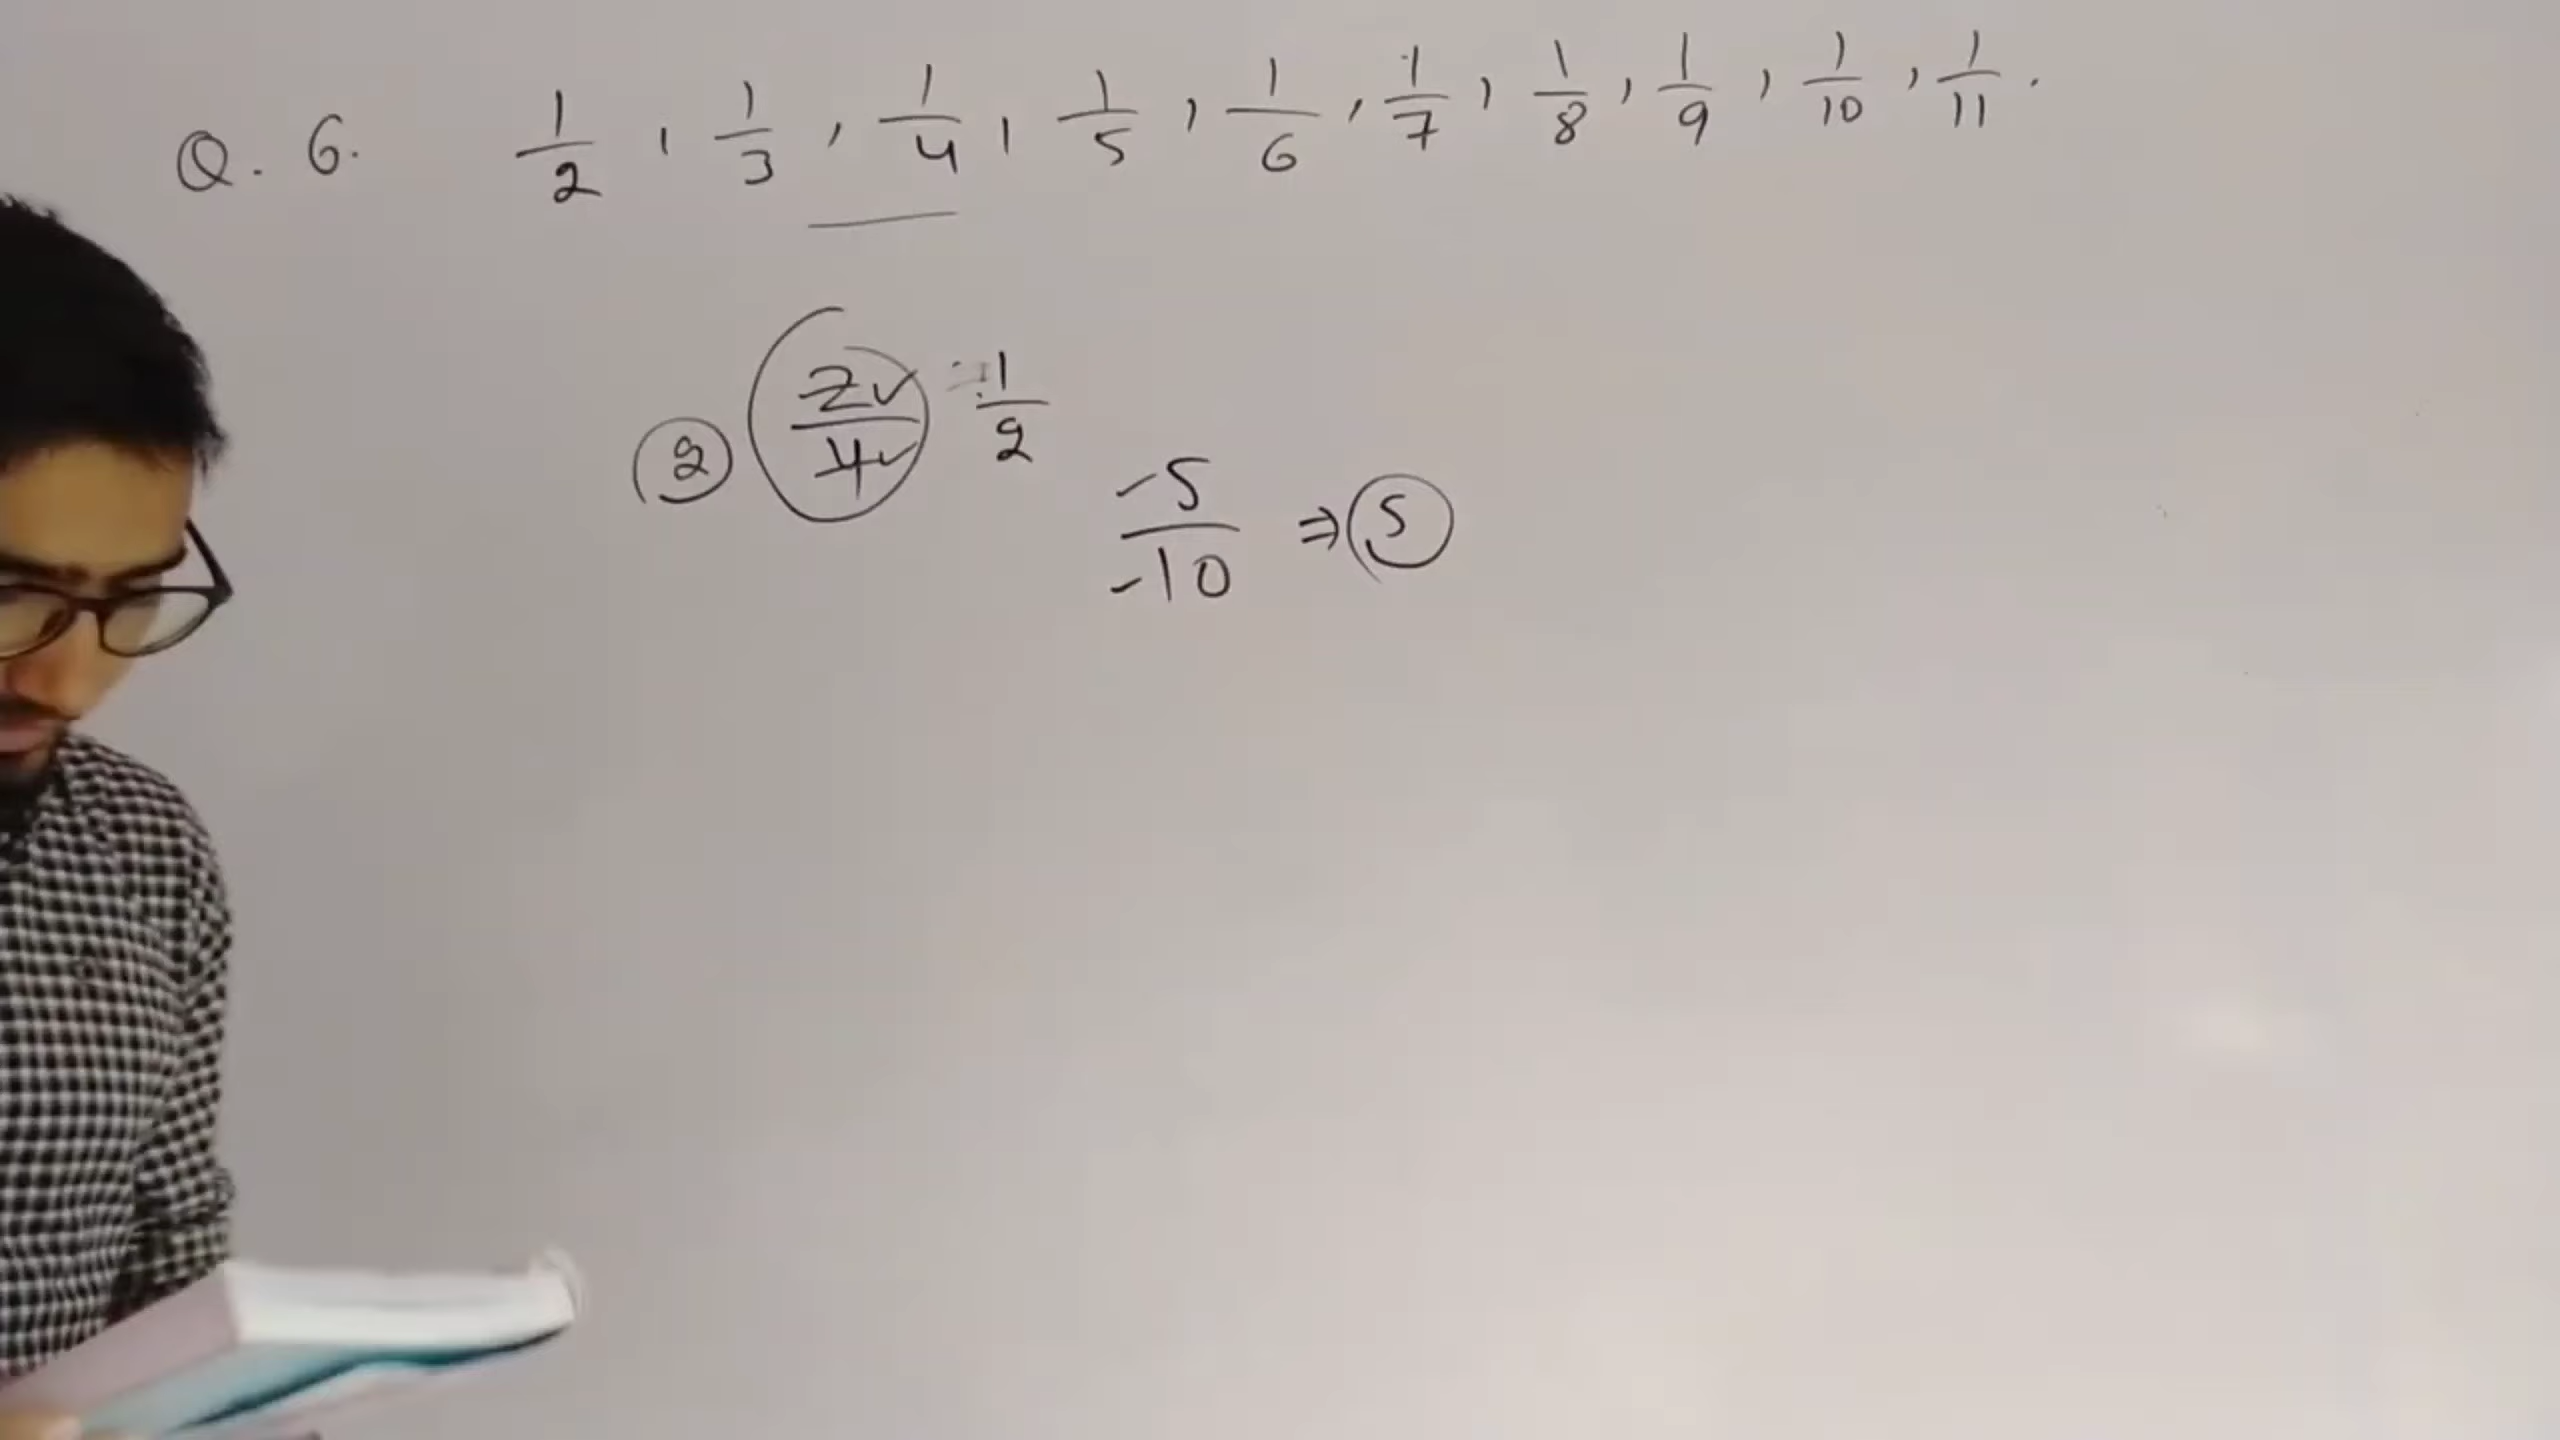 Q. 6. 1/2, 1/3, 1/4, 1/5, 1/6, 1/7, 1/8, 1/9, 1/10, 1/11.
2 2/4 = 1/2
-5/-10 ⇒ 5